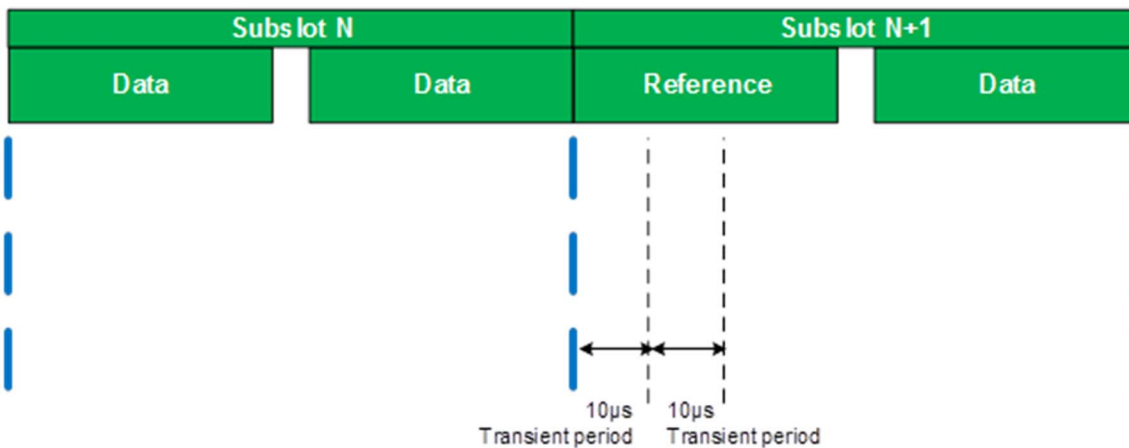 Subslot N Subslot N+1
Data Data Reference Data
10µs 10µs
Transient period Transient period